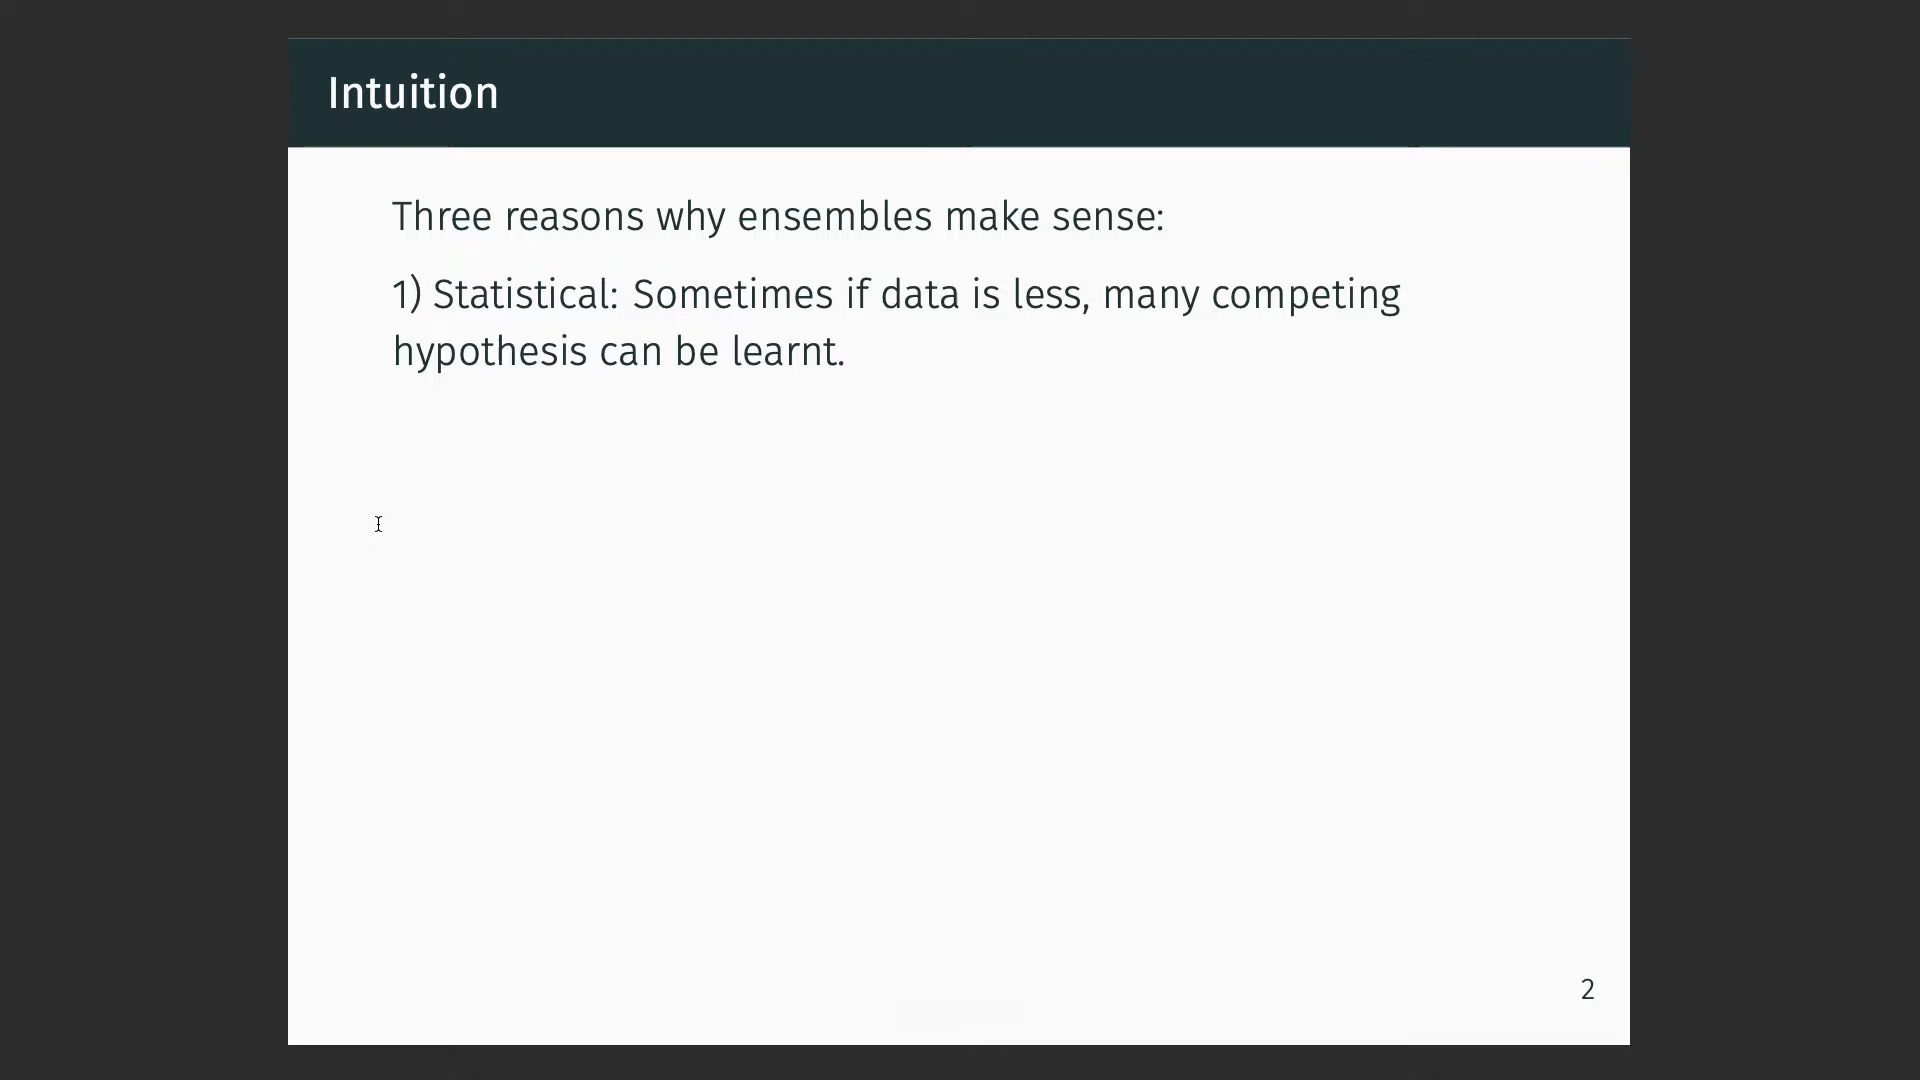 Intuition
Three reasons why ensembles make sense:
1) Statistical: Sometimes if data is less, many competing
hypothesis can be learnt.
2